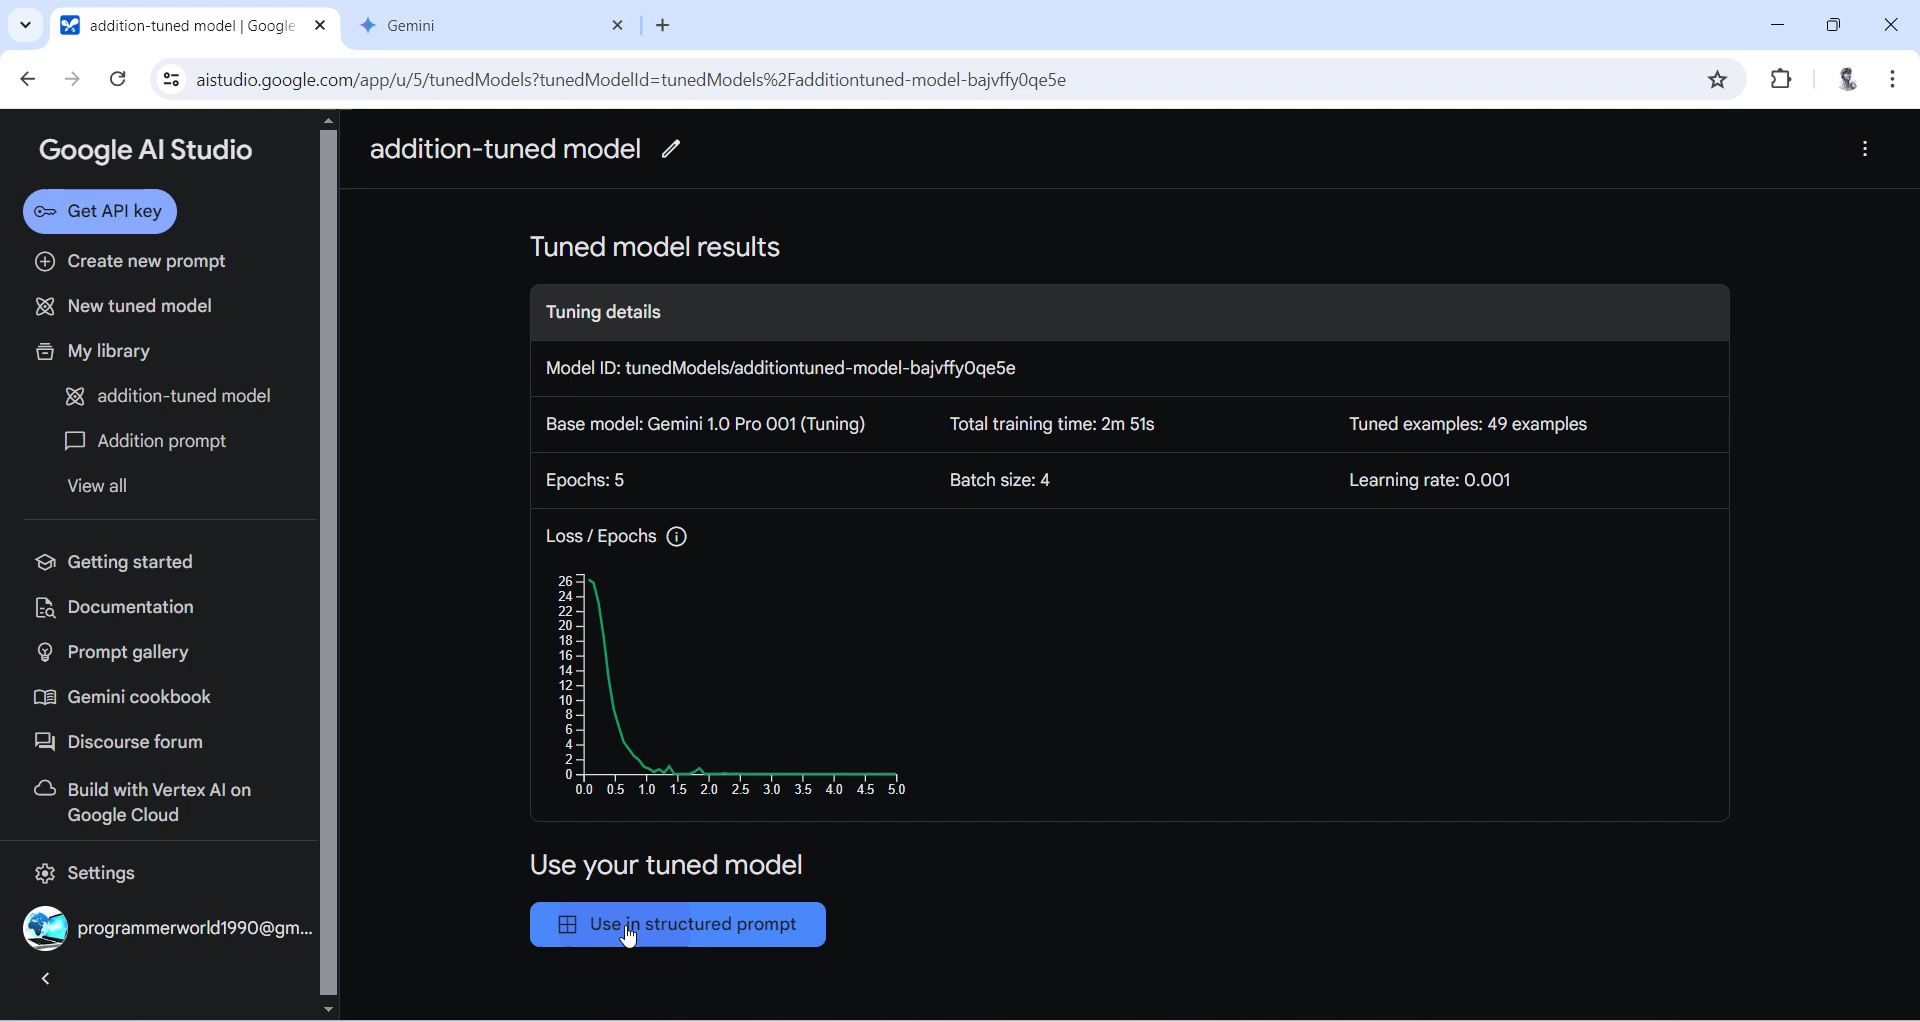 addition-tuned model | Google
Gemini
aistudio.google.com/app/u/5/tunedModels?tunedModelId=tunedModels%2Fadditiontuned-model-bajvffy0qe5e
Google AI Studio
Get API key
Create new prompt
New tuned model
My library
addition-tuned model
Addition prompt
View all
Getting started
Documentation
Prompt gallery
Gemini cookbook
Discourse forum
Build with Vertex AI on
Google Cloud
Settings
programmerworld1990@gm...
addition-tuned model
Tuned model results
Tuning details
Model ID: tunedModels/additiontuned-model-bajvffy0qe5e
Base model: Gemini 1.0 Pro 001 (Tuning) Total training time: 2m 51s Tuned examples: 49 examples
Epochs: 5 Batch size: 4 Learning rate: 0.001
Loss / Epochs
26
24
22
20
18
16
14
12
10
8
6
4
2
0
0.0 0.5 1.0 1.5 2.0 2.5 3.0 3.5 4.0 4.5 5.0
Use your tuned model
Use in structured prompt